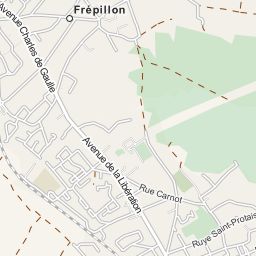 Frépillon
Avenue Charles de Gaulle
Avenue de la Libération
Rue Carnot
Ruye Saint-Protais